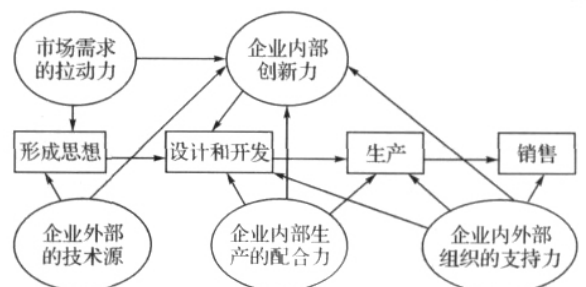 市场需求
的拉动力
企业内部
创新力
形成思想
设计和开发
生产
销售
企业外部
的技术源
企业内部生
产的配合力
企业内外部
组织的支持力